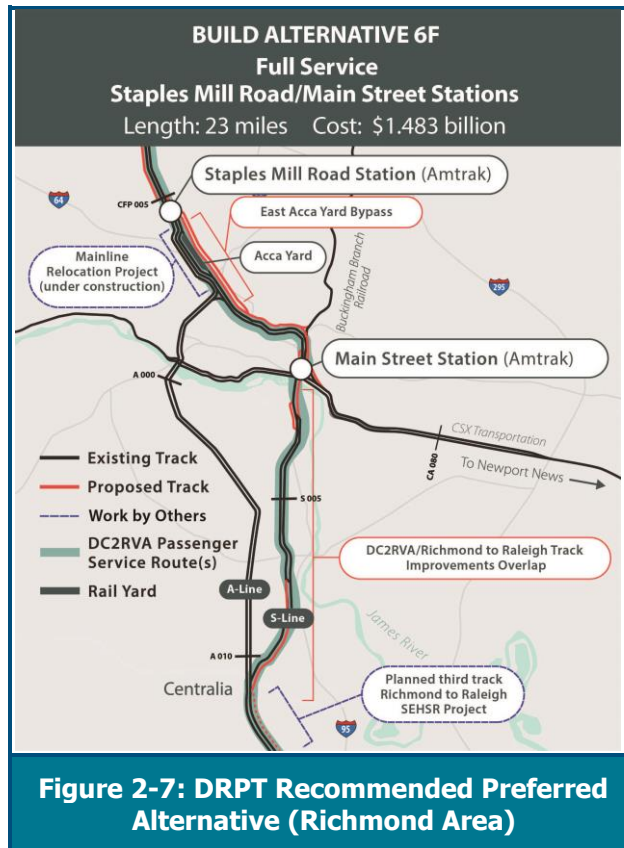 BUILD ALTERNATIVE 6F
Full Service
Staples Mill Road/Main Street Stations
Length: 23 miles Cost: $1.483 billion
Staples Mill Road Station (Amtrak)
64
CFP 005
East Acca Yard Bypass
Acca Yard
Mainline
Relocation Project
(under construction)
Buckingham Branch
Railroad
295
Main Street Station (Amtrak)
A 000
CSX Transportation
CA 080
To Newport News
Existing Track
Proposed Track
Work by Others
DC2RVA Passenger
Service Route(s)
Rail Yard
S 005
DC2RVA/Richmond to Raleigh Track
Improvements Overlap
A-Line
S-Line
James River
A 010
Centralia
Planned third track
Richmond to Raleigh
SEHSR Project
95
Figure 2-7: DRPT Recommended Preferred
Alternative (Richmond Area)